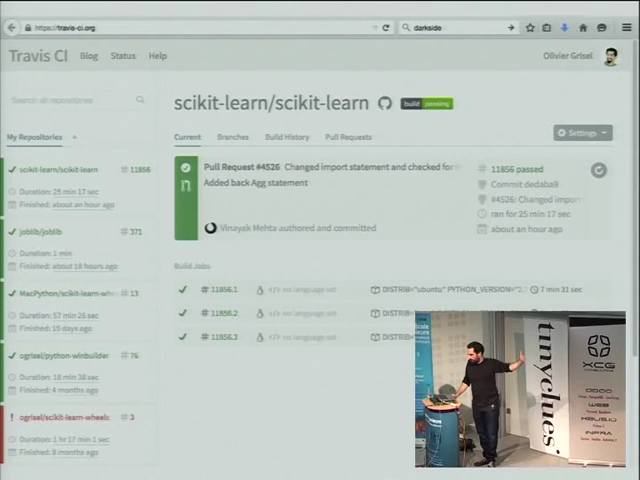 https://travis-ci.org
darkside
Travis CI Blog Status Help
Olivier Grisel
Search all repositories
My Repositories
scikit-learn/scikit-learn # 11856
Duration: 25 min 17 sec
Finished: about an hour ago
joblib/joblib # 371
Duration: 1 min
Finished: about 18 hours ago
MacPython/scikit-learn-whe # 13
Duration: 57 min 26 sec
Finished: 15 days ago
ogrisel/python-winbuilder # 76
Duration: 18 min 38 sec
Finished: 4 months ago
ogrisel/scikit-learn-wheels # 3
Duration: 1 hr 17 min 1 sec
Finished: 8 months ago
scikit-learn/scikit-learn
build passing
Current Branches Build History Pull Requests
Settings
Pull Request #4526 Changed import statement and checked for
Added back Agg statement
Vinayak Mehta authored and committed
# 11856 passed
Commit dedaba9
#4526: Changed import
ran for 25 min 17 sec
about an hour ago
Build Jobs
# 11856.1 </> no language set DISTRIB="ubuntu" PYTHON_VERSION="2. 7 min 31 sec
# 11856.2 </> no language set DISTRIB=
# 11856.3 </> no language set DISTRIB=
tinyclues
XCG
WEB
INFRA